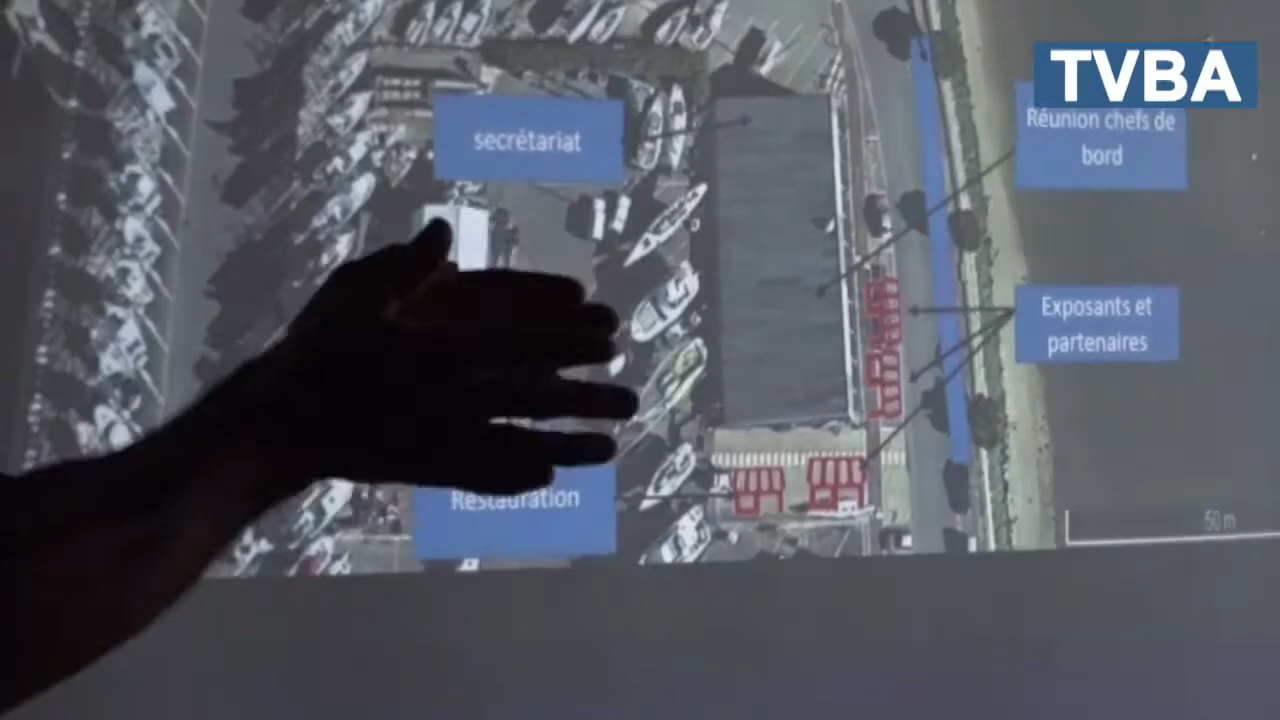 TVBA
secrétariat
Réunion chefs de
bord
Exposants et
partenaires
Restauration
50 m